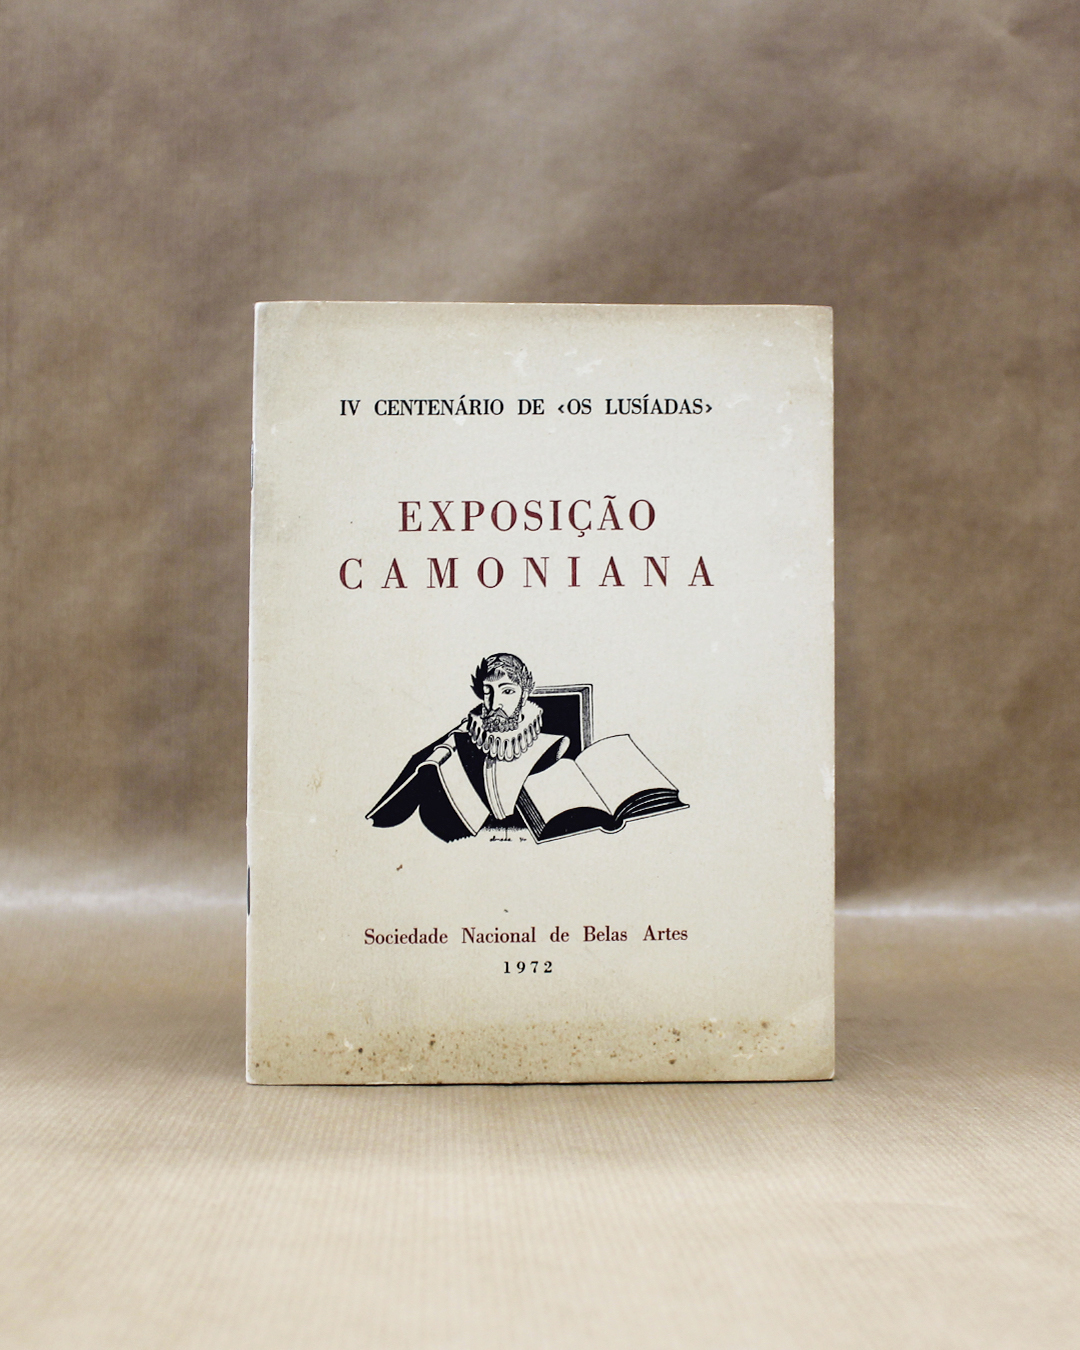 IV CENTENÁRIO DE ‹OS LUSÍADAS›
EXPOSIÇÃO
CAMONIANA
Sociedade Nacional de Belas Artes
1972